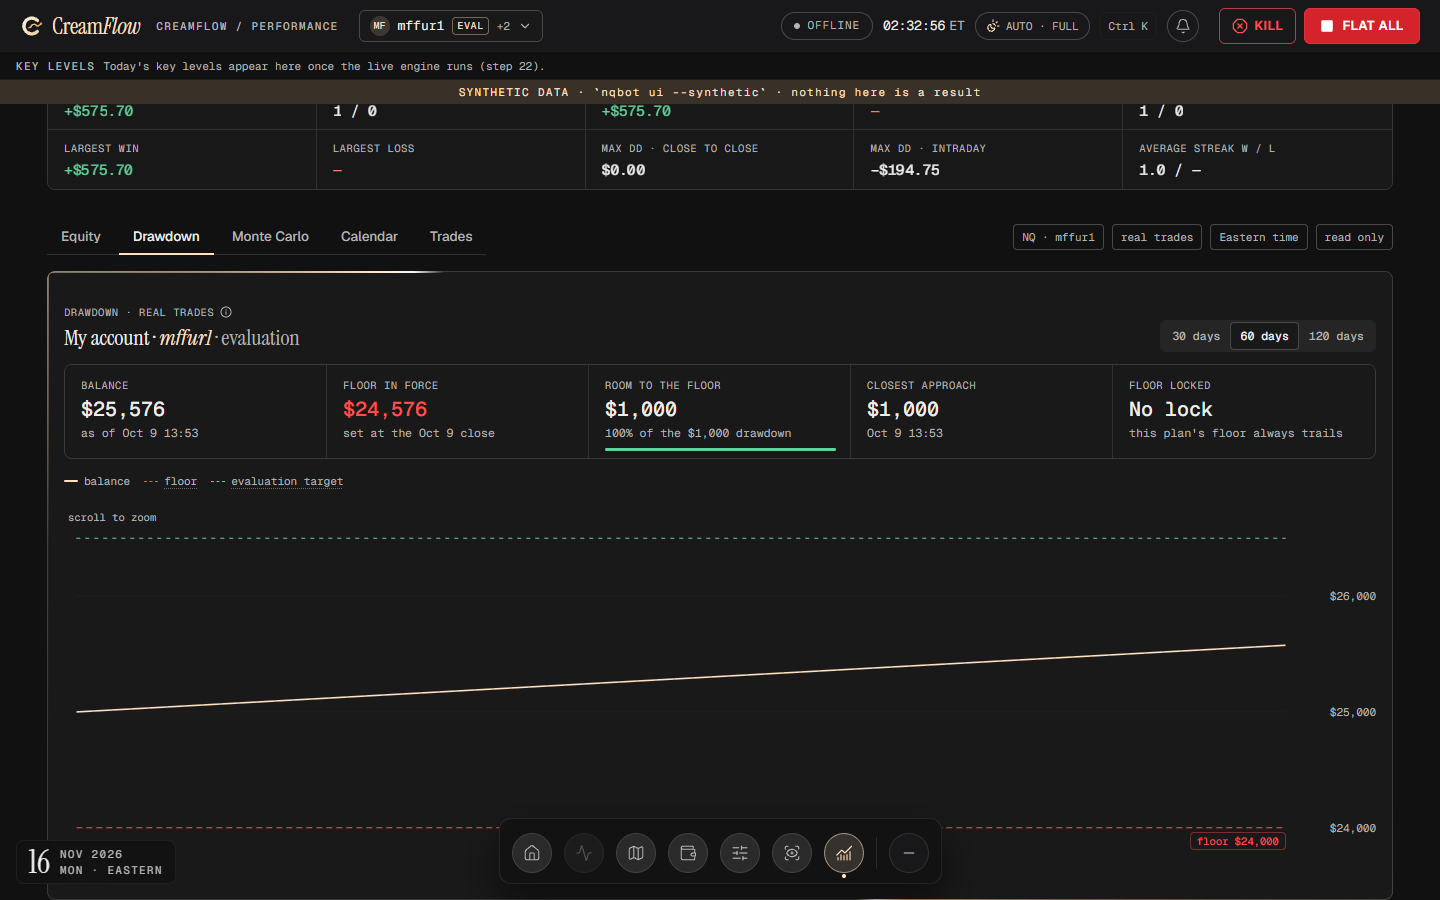 CreamFlow CREAMFLOW / PERFORMANCE MF mffur1 EVAL +2 OFFLINE 02:32:56 ET AUTO · FULL Ctrl K KILL FLAT ALL
KEY LEVELS Today's key levels appear here once the live engine runs (step 22).
SYNTHETIC DATA · `nqbot ui --synthetic` · nothing here is a result
+$575.70 1 / 0 +$575.70 — 1 / 0
LARGEST WIN LARGEST LOSS MAX DD · CLOSE TO CLOSE MAX DD · INTRADAY AVERAGE STREAK W / L
+$575.70 — $0.00 −$194.75 1.0 / —
Equity Drawdown Monte Carlo Calendar Trades NQ · mffur1 real trades Eastern time read only
DRAWDOWN · REAL TRADES
My account · mffur1 · evaluation 30 days 60 days 120 days
BALANCE FLOOR IN FORCE ROOM TO THE FLOOR CLOSEST APPROACH FLOOR LOCKED
$25,576 $24,576 $1,000 $1,000 No lock
as of Oct 9 13:53 set at the Oct 9 close 100% of the $1,000 drawdown Oct 9 13:53 this plan's floor always trails
balance floor evaluation target
scroll to zoom
$26,000
$25,000
$24,000
floor $24,000
16 NOV 2026
MON · EASTERN